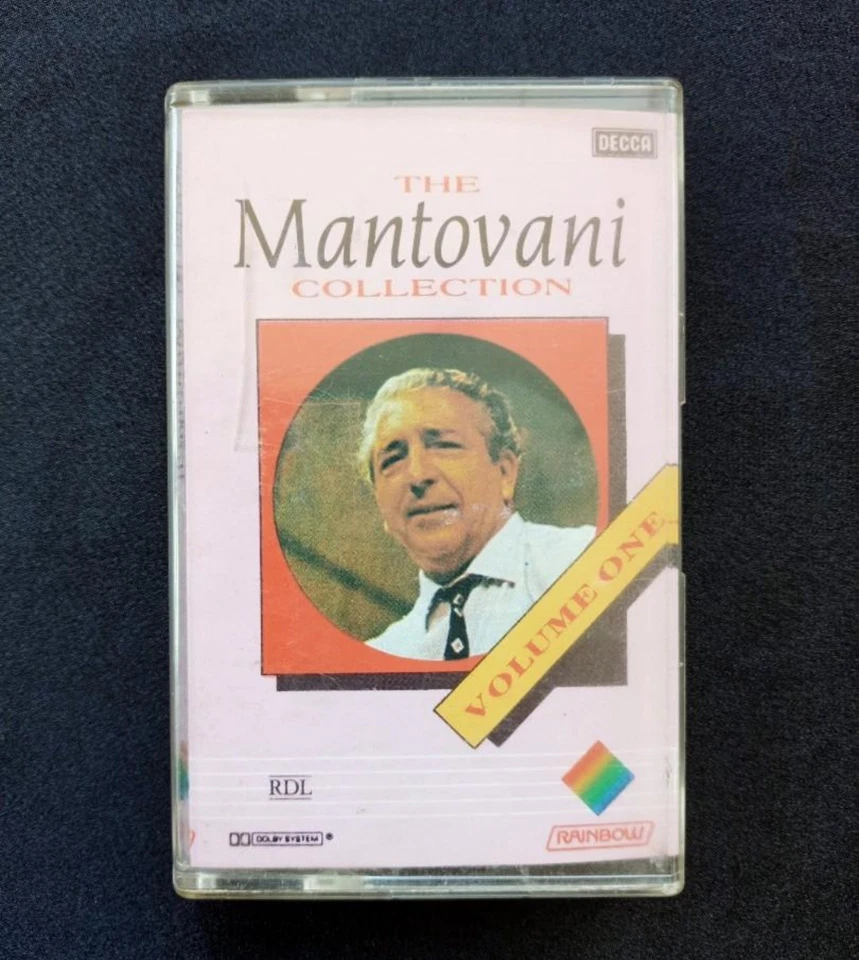 DECCA
THE
Mantovani
COLLECTION
VOLUME ONE
RDL
DOLBY SYSTEM ®
RAINBOW